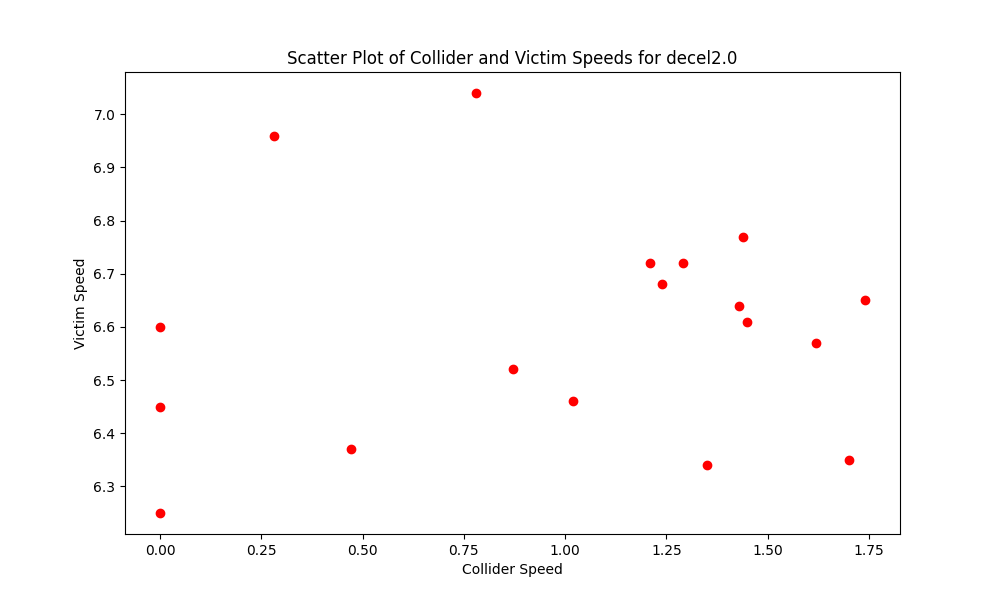 Scatter Plot of Collider and Victim Speeds for decel2.0
7.0
6.9
6.8
6.7
6.6
6.5
6.4
6.3
Victim Speed
0.00 0.25 0.50 0.75 1.00 1.25 1.50 1.75
Collider Speed